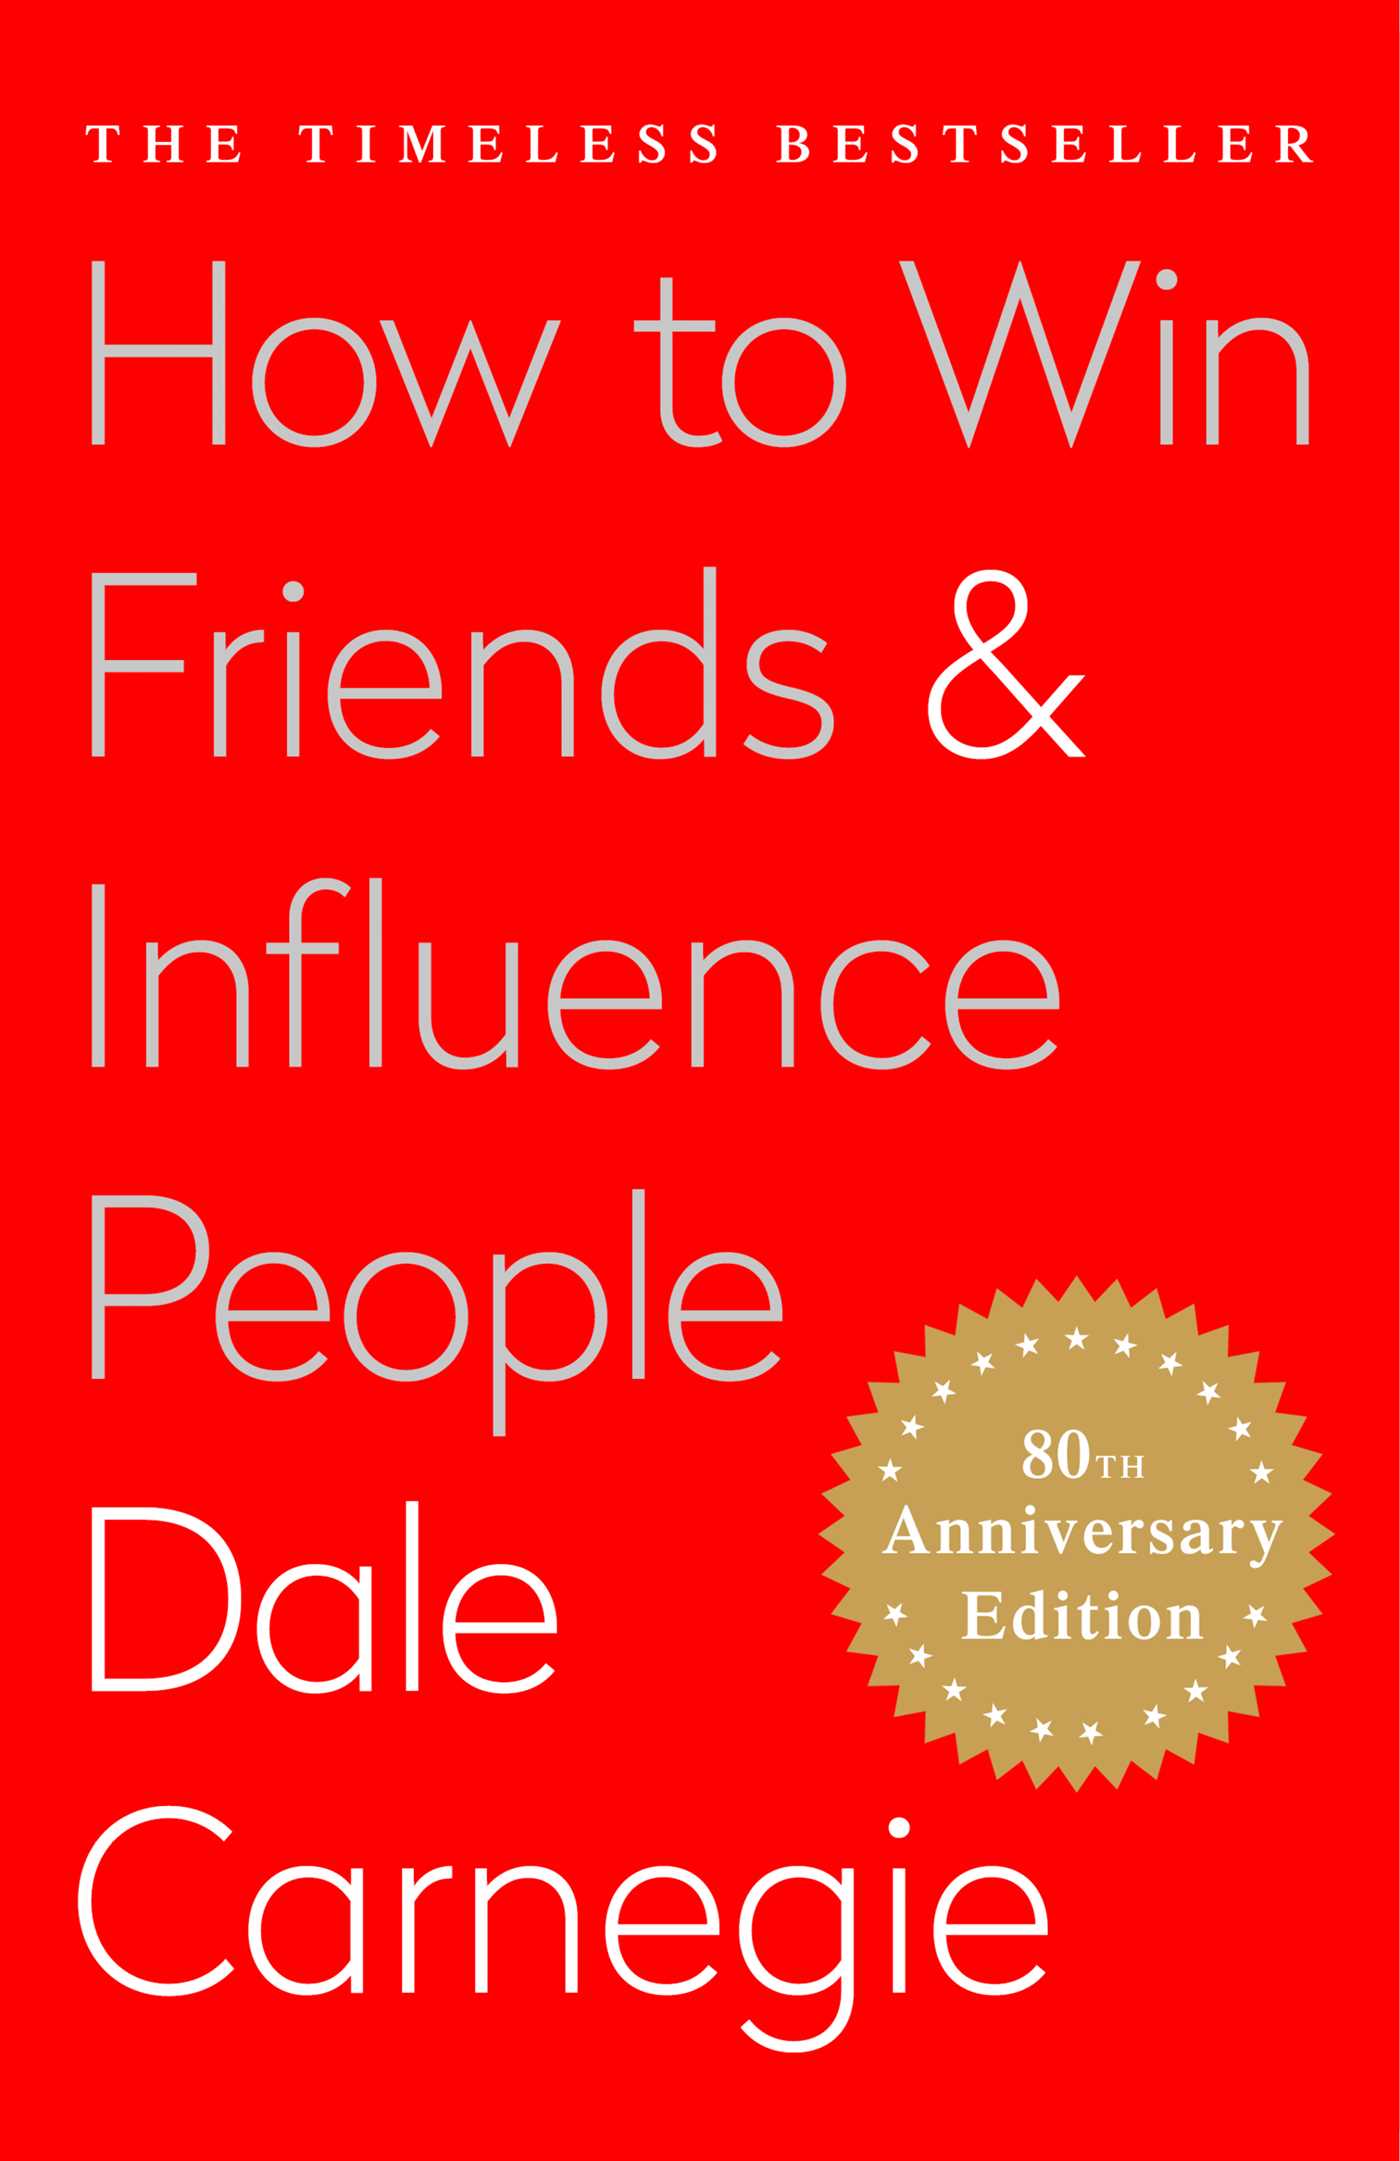 THE TIMELESS BESTSELLER
How to Win
Friends &
Influence
People
80TH
Anniversary
Edition
Dale
Carnegie